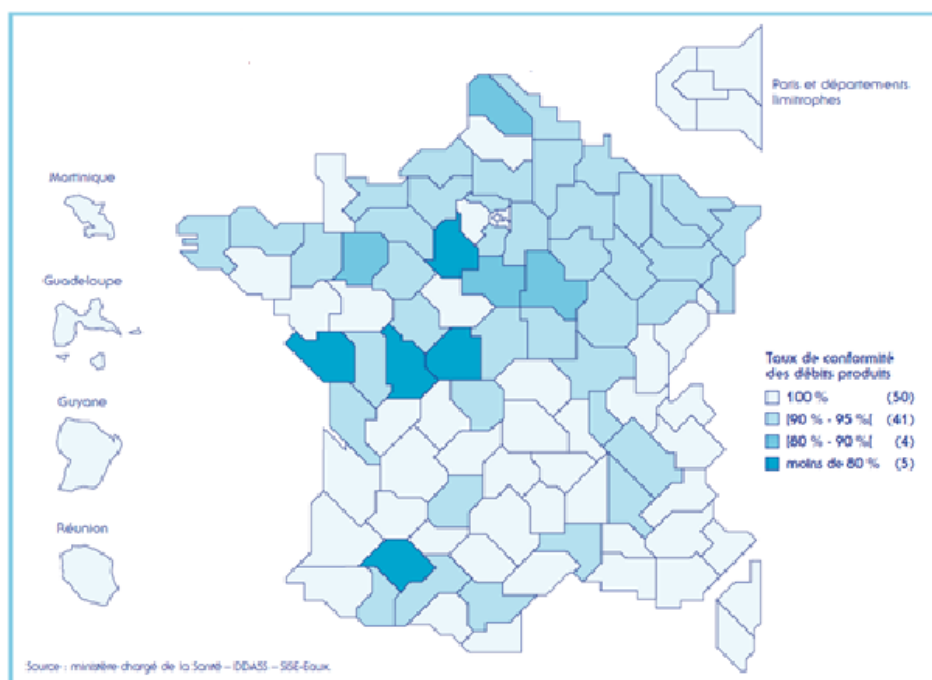 Paris et départements
limitrophes
Martinique
Guadeloupe
Guyane
Réunion
Taux de conformité
des débits produits
100 % (50)
[90 % - 95 %[ (41)
[80 % - 90 %[ (4)
moins de 80 % (5)
Source : ministère chargé de la Santé – DDASS – SISE-Eaux.